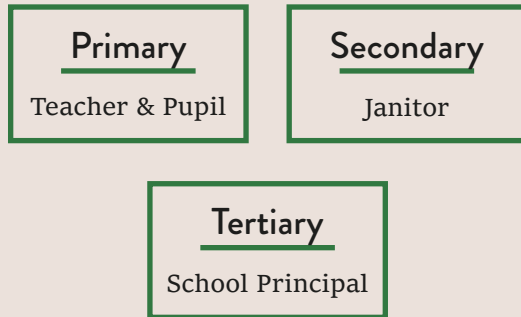 Primary
Teacher & Pupil
Secondary
Janitor
Tertiary
School Principal